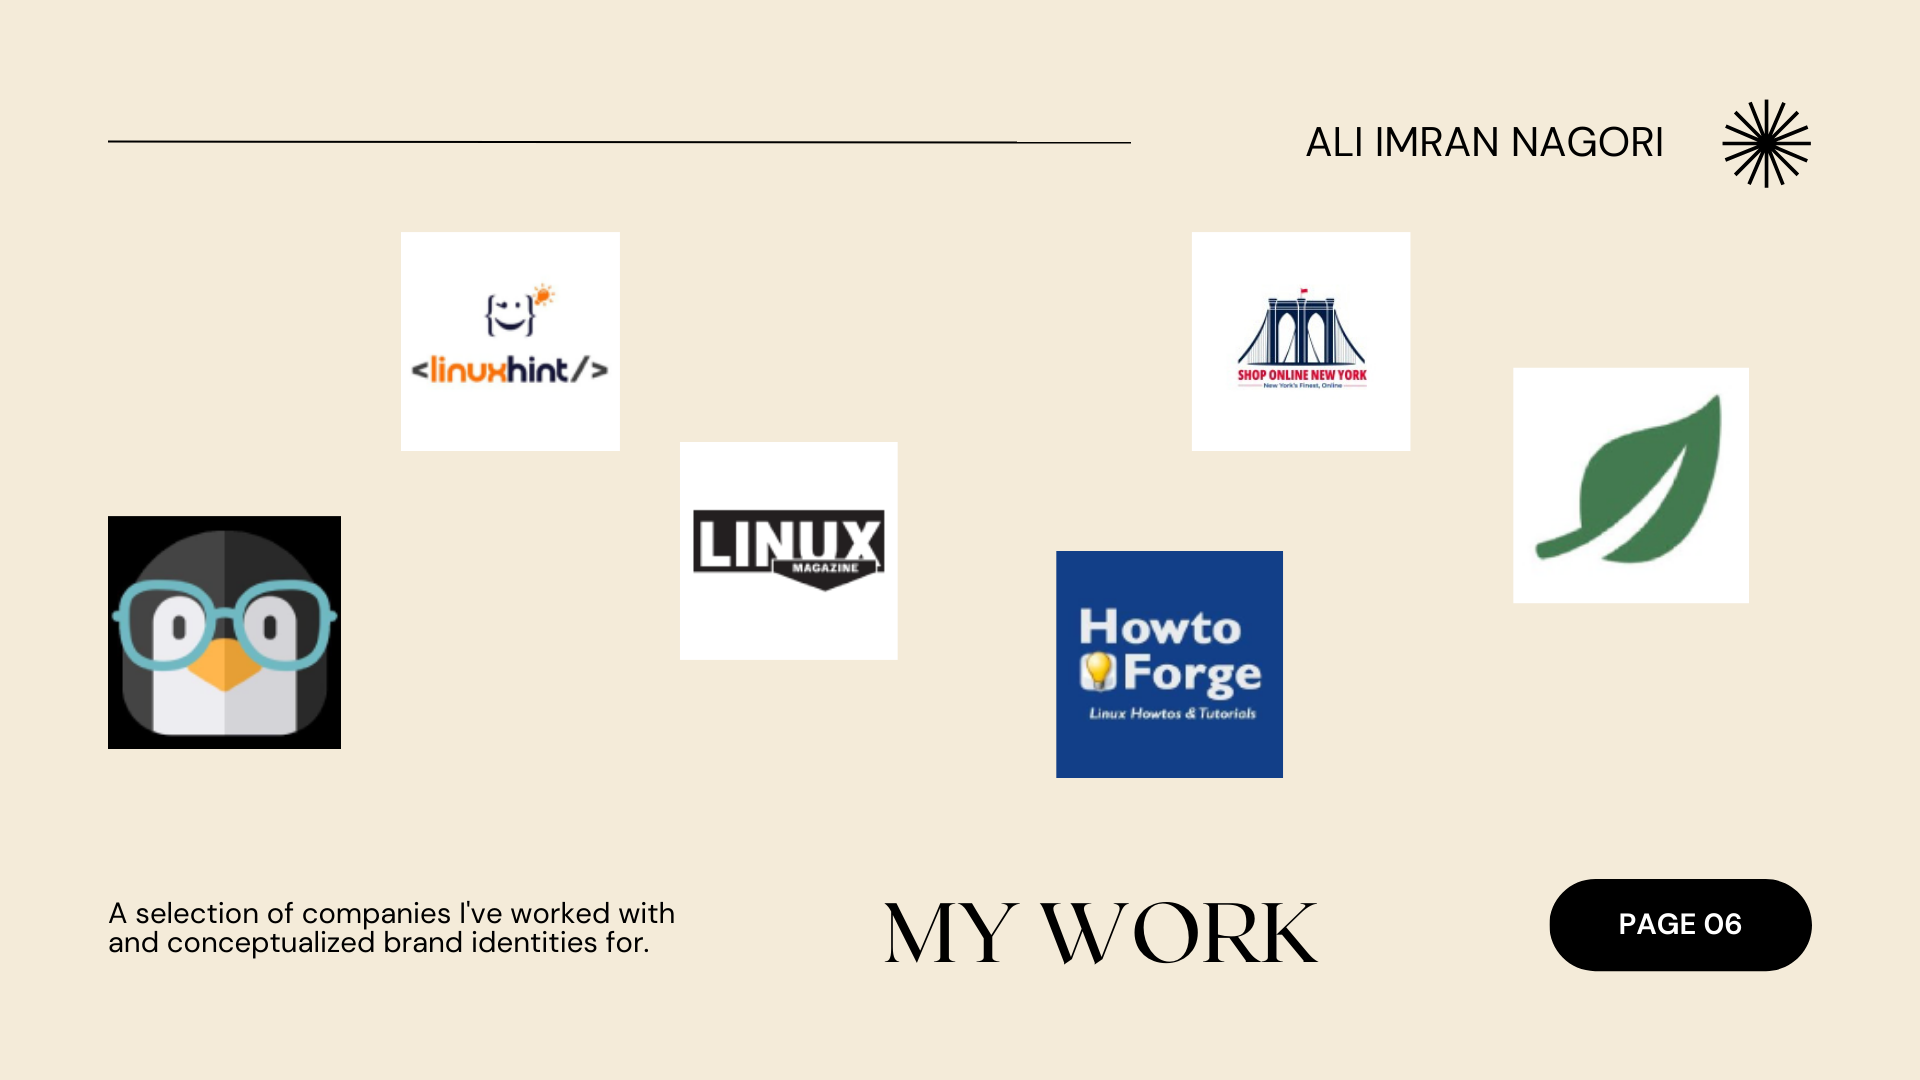 ALI IMRAN NAGORI
<linuxhint/>
SHOP ONLINE NEW YORK
New York's Finest, Online
LINUX
MAGAZINE
Howto
Forge
Linux Howtos & Tutorials
A selection of companies I've worked with
and conceptualized brand identities for.
MY WORK
PAGE 06